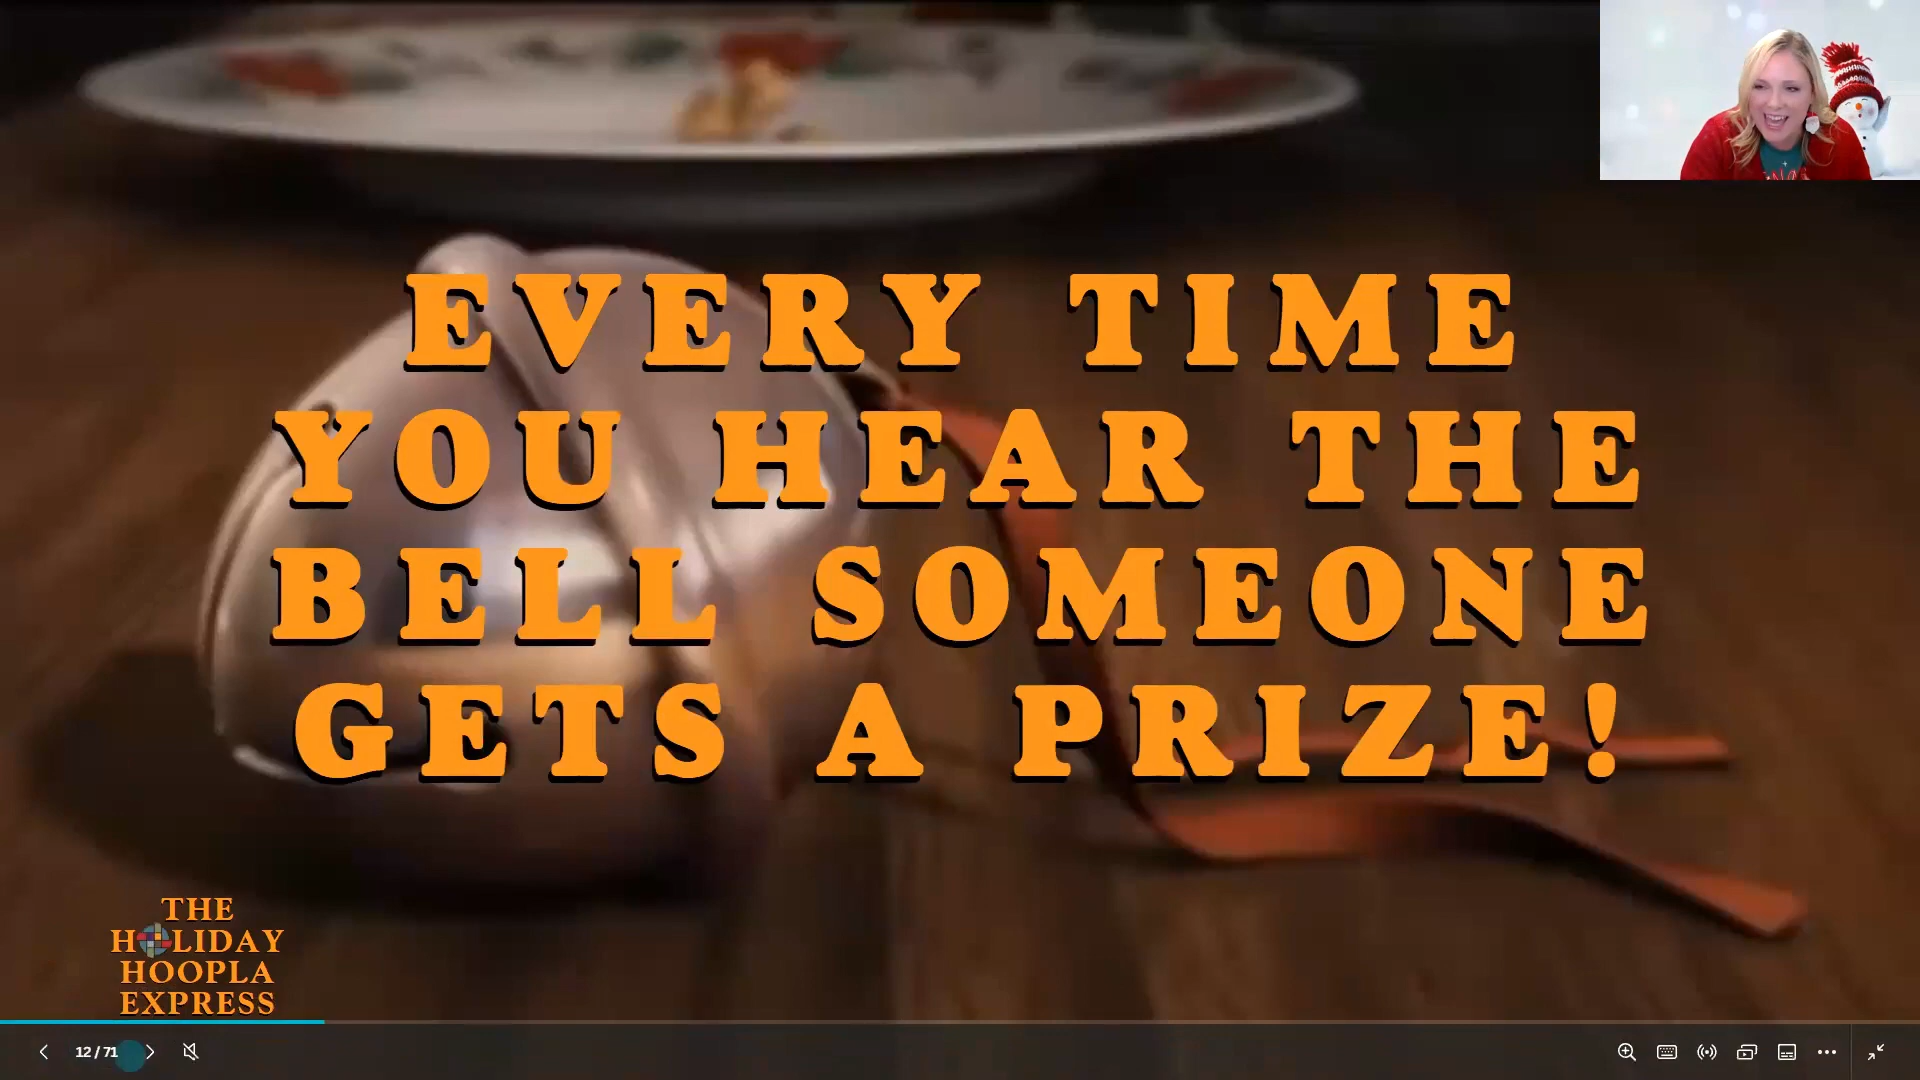 EVERY TIME
YOU HEAR THE
BELL SOMEONE
GETS A PRIZE!
THE
HOLIDAY
HOOPLA
EXPRESS
12 / 71